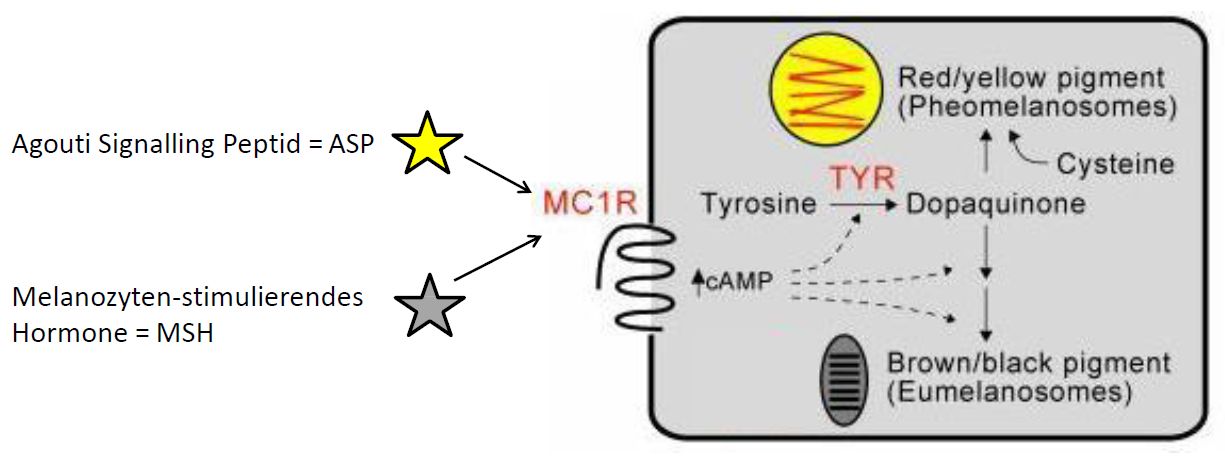 Agouti Signalling Peptid = ASP
Melanozyten-stimulierendes
Hormone = MSH
MC1R
Red/yellow pigment
(Pheomelanosomes)
Cysteine
TYR
Tyrosine
Dopaquinone
cAMP
Brown/black pigment
(Eumelanosomes)